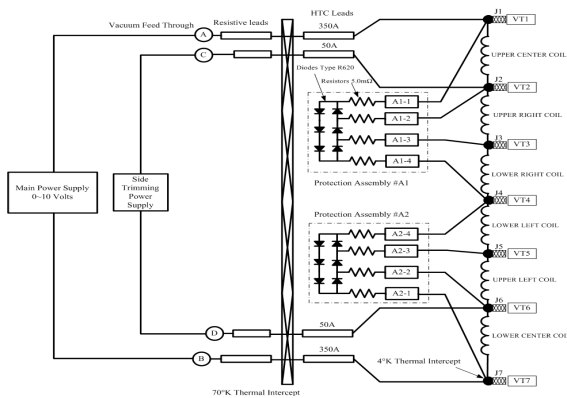 Vacuum Feed Through
Resistive leads
HTC Leads
350A
50A
A
C
J1
VT1
UPPER CENTER COIL
J2
VT2
Diodes Type R620
Resistors 5.0mΩ
A1-1
A1-2
A1-3
A1-4
Protection Assembly #A1
UPPER RIGHT COIL
J3
VT3
LOWER RIGHT COIL
J4
VT4
Main Power Supply
0~10 Volts
Side
Trimming
Power
Supply
Protection Assembly #A2
A2-4
A2-3
A2-2
A2-1
LOWER LEFT COIL
J5
VT5
UPPER LEFT COIL
J6
VT6
LOWER CENTER COIL
D
50A
B
350A
4°K Thermal Intercept
J7
VT7
70°K Thermal Intercept